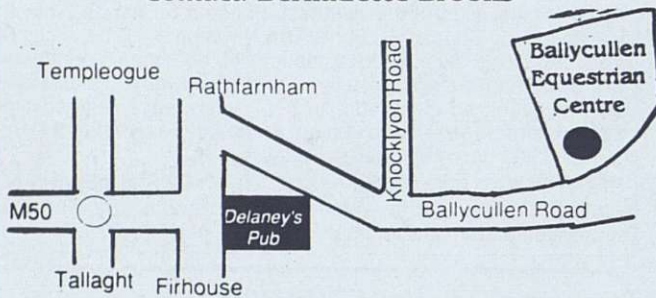 Templeogue
Rathfarnham
Knocklyon Road
Ballycullen
Equestrian
Centre
M50
Delaney's
Pub
Ballycullen Road
Tallaght
Firhouse